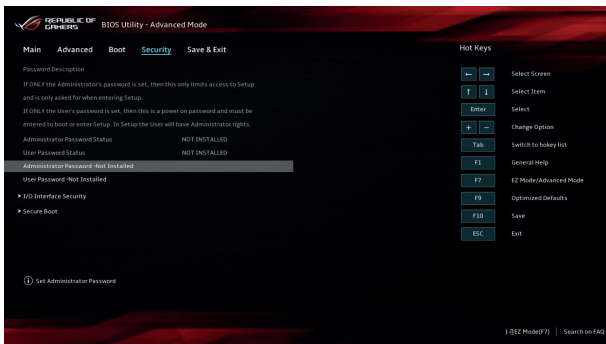 REPUBLIC OF
GAMERS
BIOS Utility - Advanced Mode
Main Advanced Boot Security Save & Exit
Password Description
If ONLY the Administrator's password is set, then this only limits access to Setup
and is only asked for when entering Setup.
If ONLY the User's password is set, then this is a power on password and must be
entered to boot or enter Setup. In Setup the User will have Administrator rights.
Administrator Password Status NOT INSTALLED
User Password Status NOT INSTALLED
Administrator Password -Not Installed
User Password -Not Installed
I/O Interface Security
Secure Boot
Set Administrator Password
Hot Keys
← → Select Screen
↑ ↓ Select Item
Enter Select
+ − Change Option
Tab Switch to hokey list
F1 General Help
F7 EZ Mode/Advanced Mode
F9 Optimized Defaults
F10 Save
ESC Exit
EZ Mode(F7) | Search on FAQ